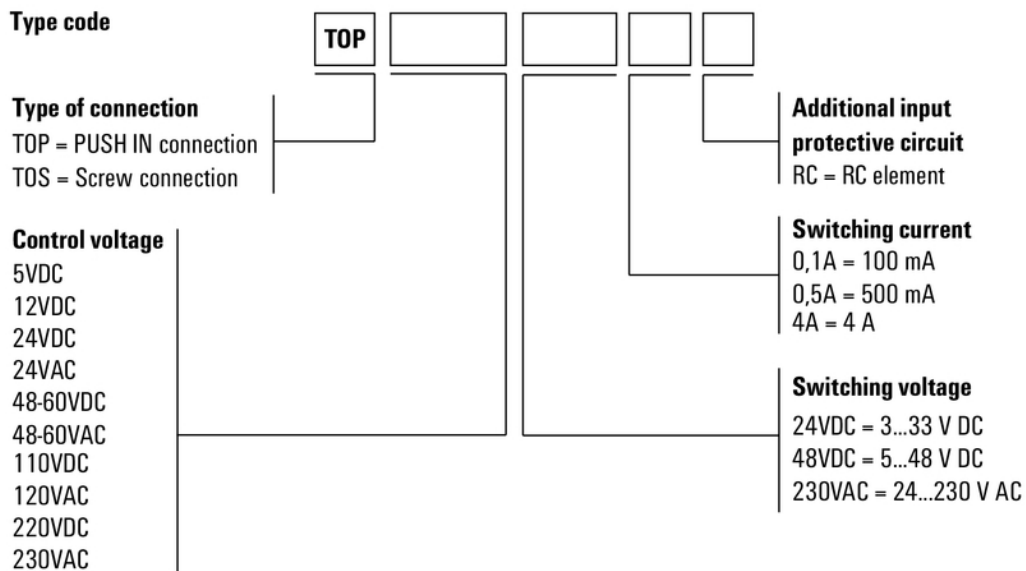 Type code
TOP
Type of connection
TOP = PUSH IN connection
TOS = Screw connection
Control voltage
5VDC
12VDC
24VDC
24VAC
48-60VDC
48-60VAC
110VDC
120VAC
220VDC
230VAC
Additional input
protective circuit
RC = RC element
Switching current
0,1A = 100 mA
0,5A = 500 mA
4A = 4 A
Switching voltage
24VDC = 3...33 V DC
48VDC = 5...48 V DC
230VAC = 24...230 V AC